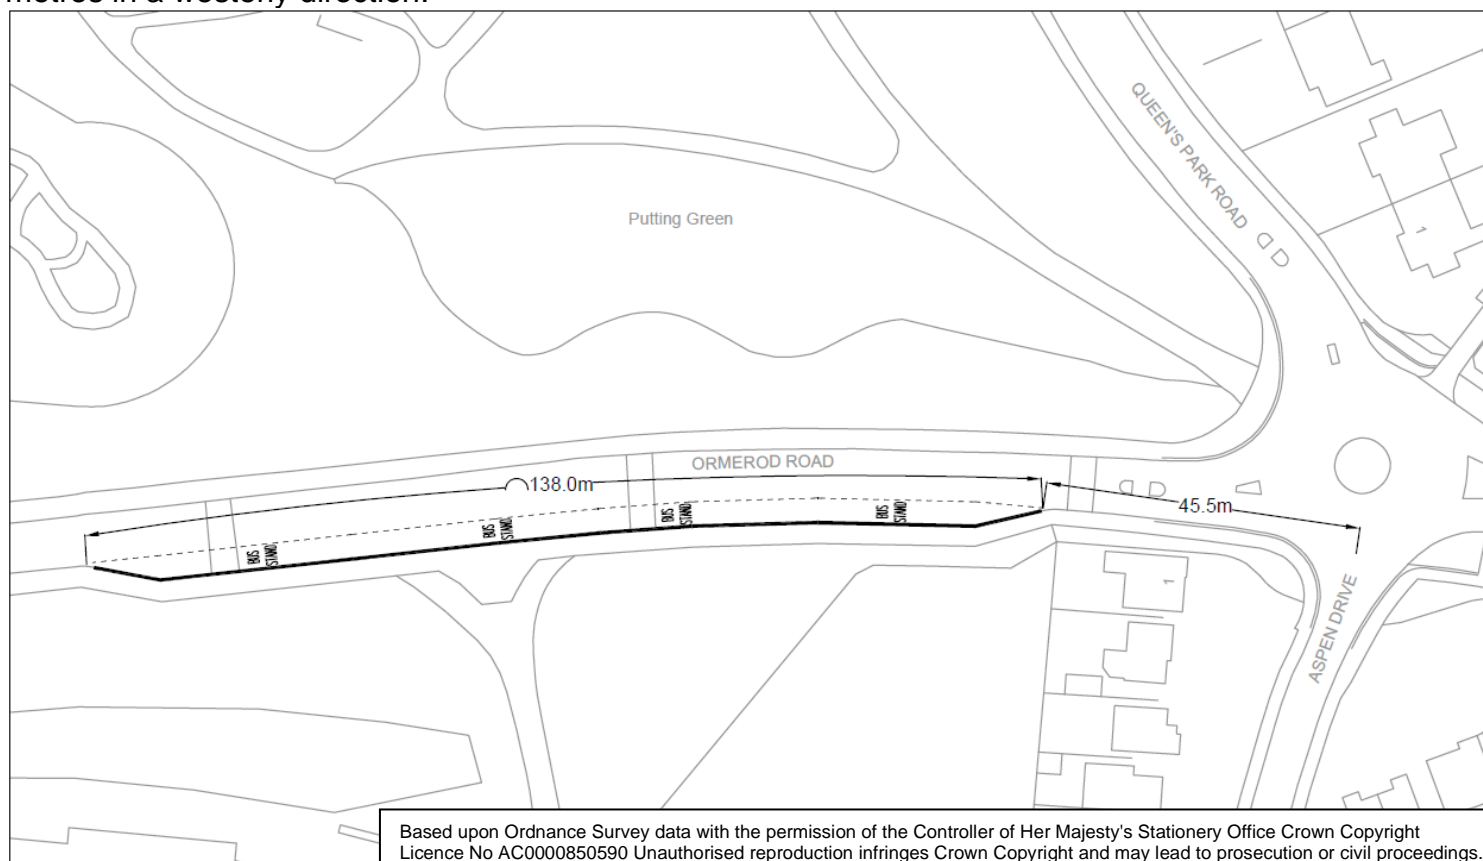 metres in a westerly direction.
QUEEN'S PARK ROAD
1
Putting Green
ORMEROD ROAD
138.0m
45.5m
BUS
STAND
BUS
STAND
BUS
STAND
BUS
STAND
1
ASPEN DRIVE
Based upon Ordnance Survey data with the permission of the Controller of Her Majesty's Stationery Office Crown Copyright
Licence No AC0000850590 Unauthorised reproduction infringes Crown Copyright and may lead to prosecution or civil proceedings